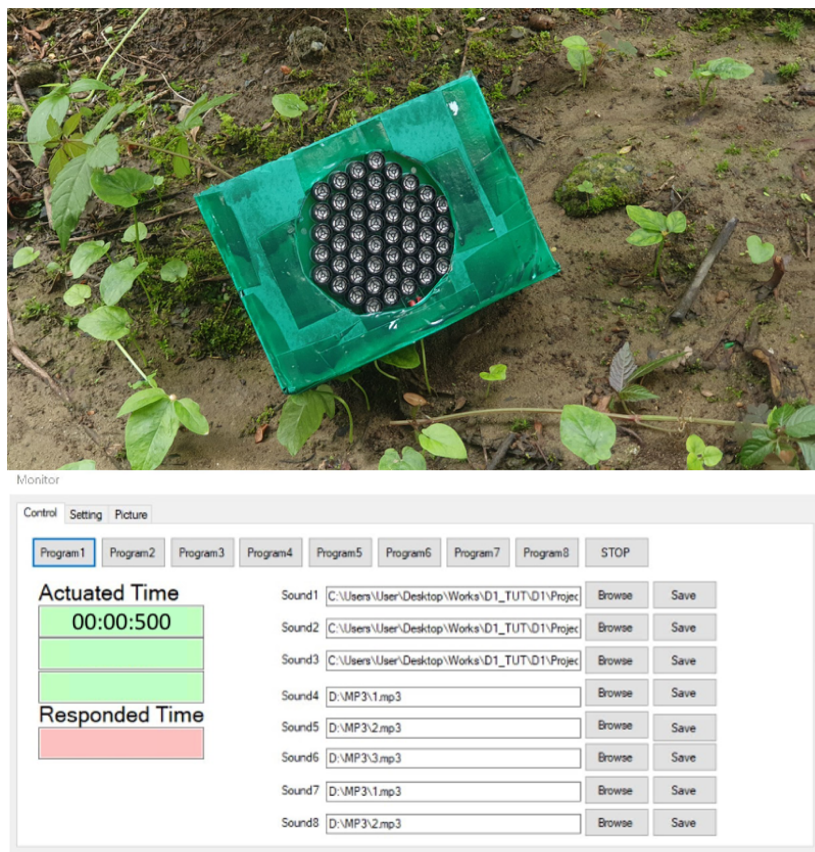 Monitor
Control Setting Picture
Program1 Program2 Program3 Program4 Program5 Program6 Program7 Program8 STOP
Actuated Time
00:00:500
Responded Time
Sound1 C:\Users\User\Desktop\Works\D1_TUT\D1\Projec Browse Save
Sound2 C:\Users\User\Desktop\Works\D1_TUT\D1\Projec Browse Save
Sound3 C:\Users\User\Desktop\Works\D1_TUT\D1\Projec Browse Save
Sound4 D:\MP3\1.mp3 Browse Save
Sound5 D:\MP3\2.mp3 Browse Save
Sound6 D:\MP3\3.mp3 Browse Save
Sound7 D:\MP3\1.mp3 Browse Save
Sound8 D:\MP3\2.mp3 Browse Save